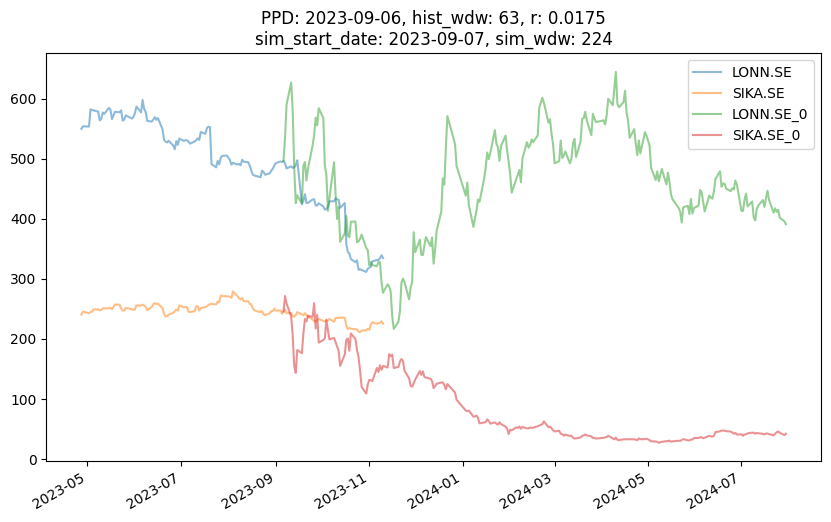 PPD: 2023-09-06, hist_wdw: 63, r: 0.0175
sim_start_date: 2023-09-07, sim_wdw: 224
LONN.SE
SIKA.SE
LONN.SE_0
SIKA.SE_0
600
500
400
300
200
100
0
2023-05
2023-07
2023-09
2023-11
2024-01
2024-03
2024-05
2024-07